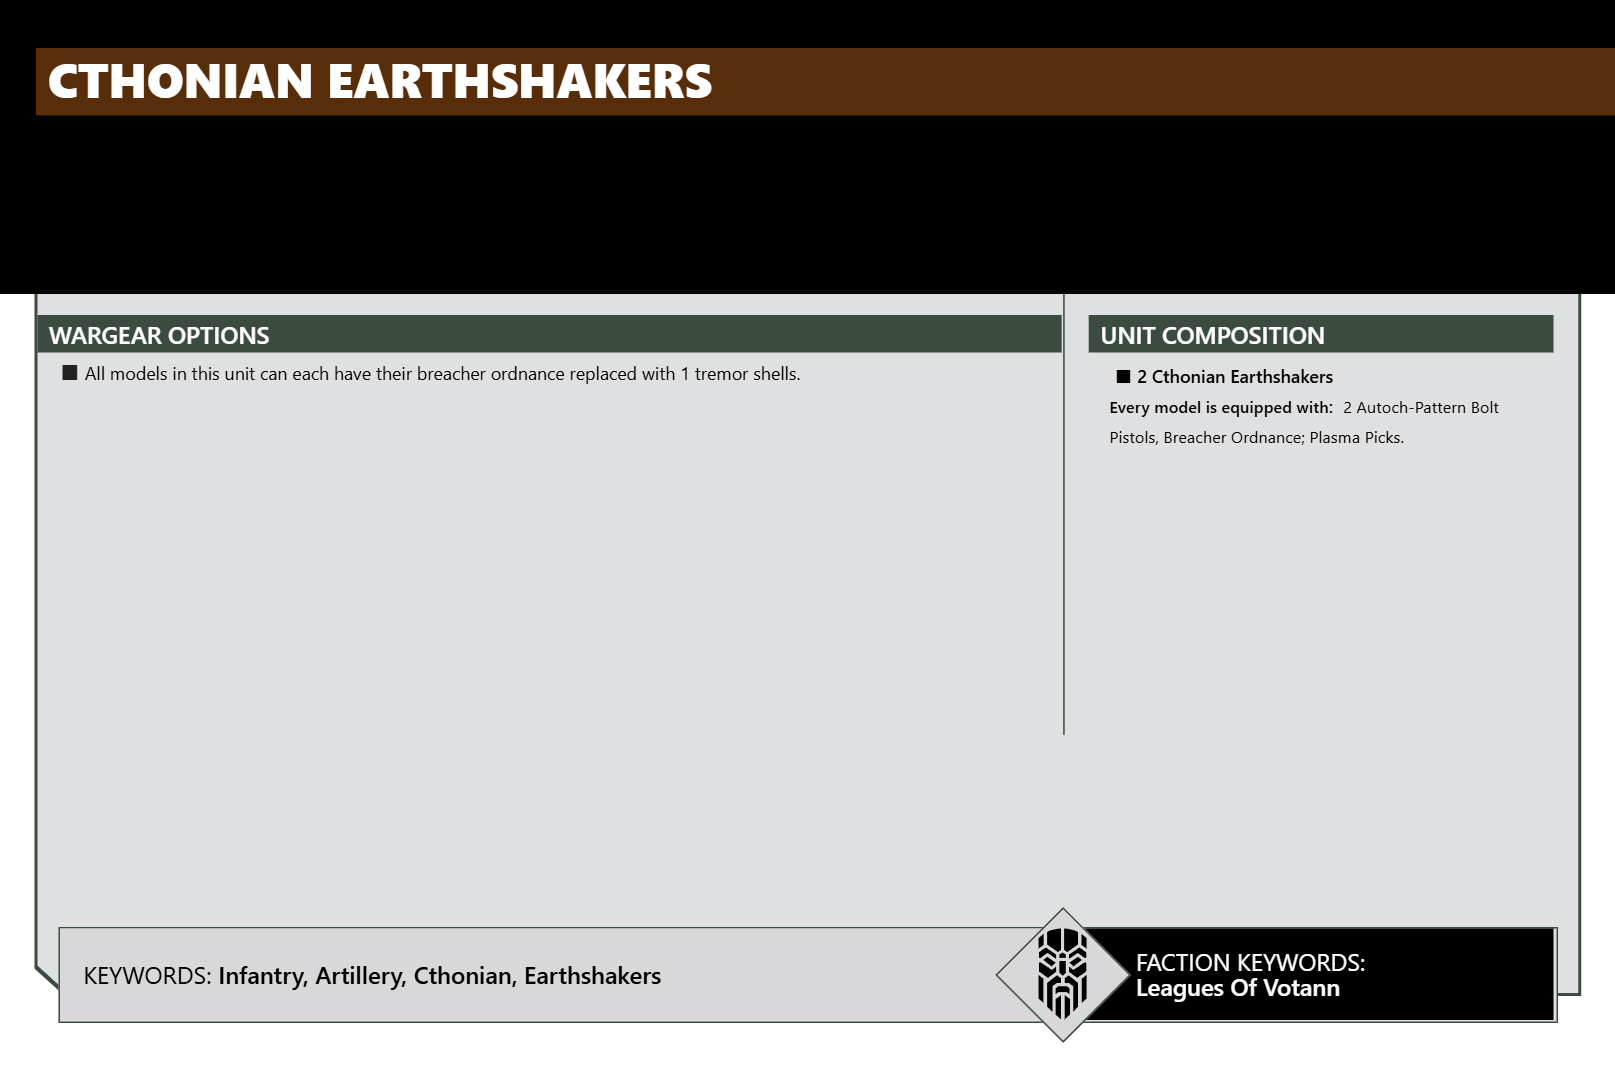 CTHONIAN EARTHSHAKERS
WARGEAR OPTIONS
■ All models in this unit can each have their breacher ordnance replaced with 1 tremor shells.
UNIT COMPOSITION
■ 2 Cthonian Earthshakers
Every model is equipped with: 2 Autoch-Pattern Bolt
Pistols, Breacher Ordnance; Plasma Picks.
KEYWORDS: Infantry, Artillery, Cthonian, Earthshakers
FACTION KEYWORDS:
Leagues Of Votann